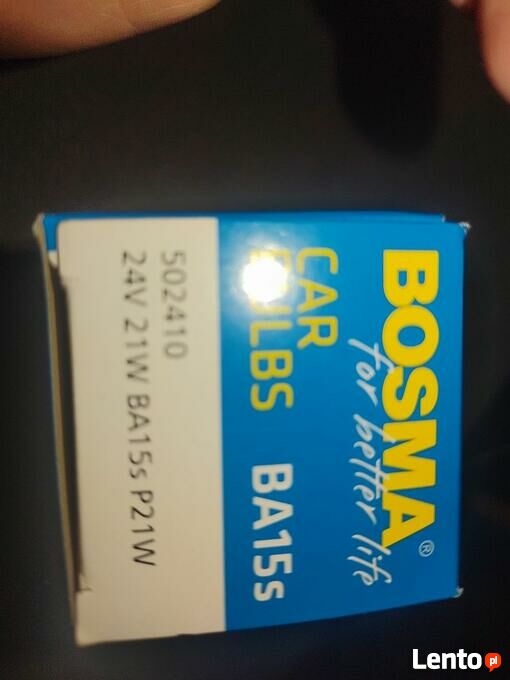 BOSMA®
for better life
CAR
BULBS
BA15s
502410
24V 21W BA15s P21W
Lento.pl